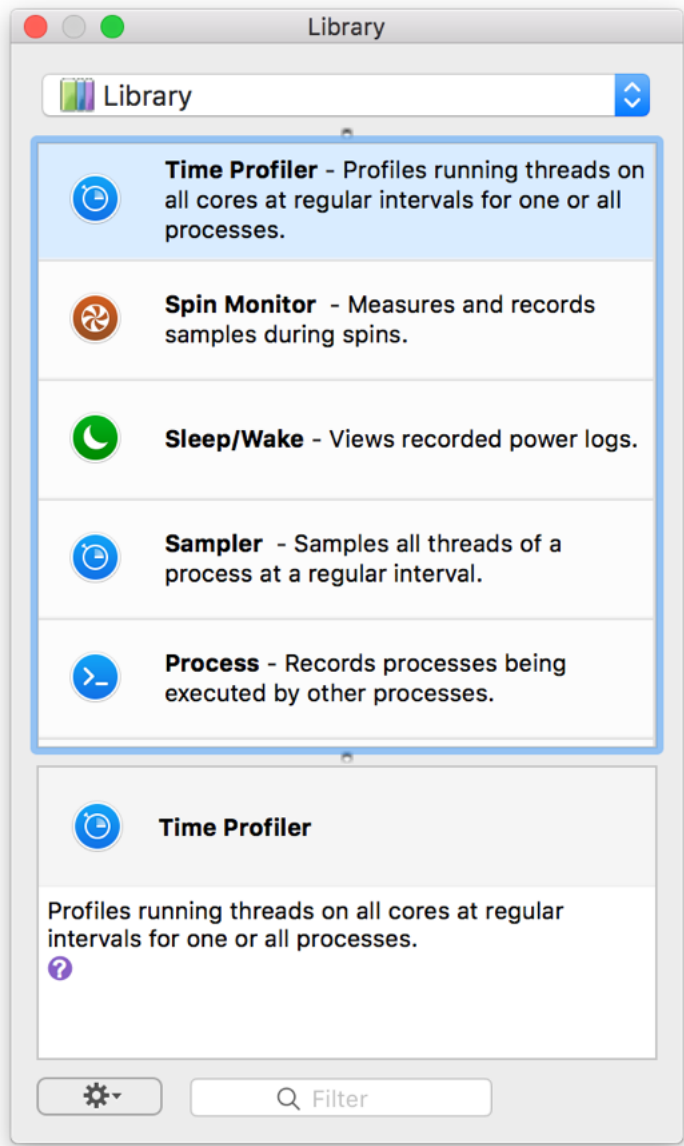 Library
Library
Time Profiler - Profiles running threads on
all cores at regular intervals for one or all
processes.
Spin Monitor - Measures and records
samples during spins.
Sleep/Wake - Views recorded power logs.
Sampler - Samples all threads of a
process at a regular interval.
Process - Records processes being
executed by other processes.
Time Profiler
Profiles running threads on all cores at regular
intervals for one or all processes.
?
Filter